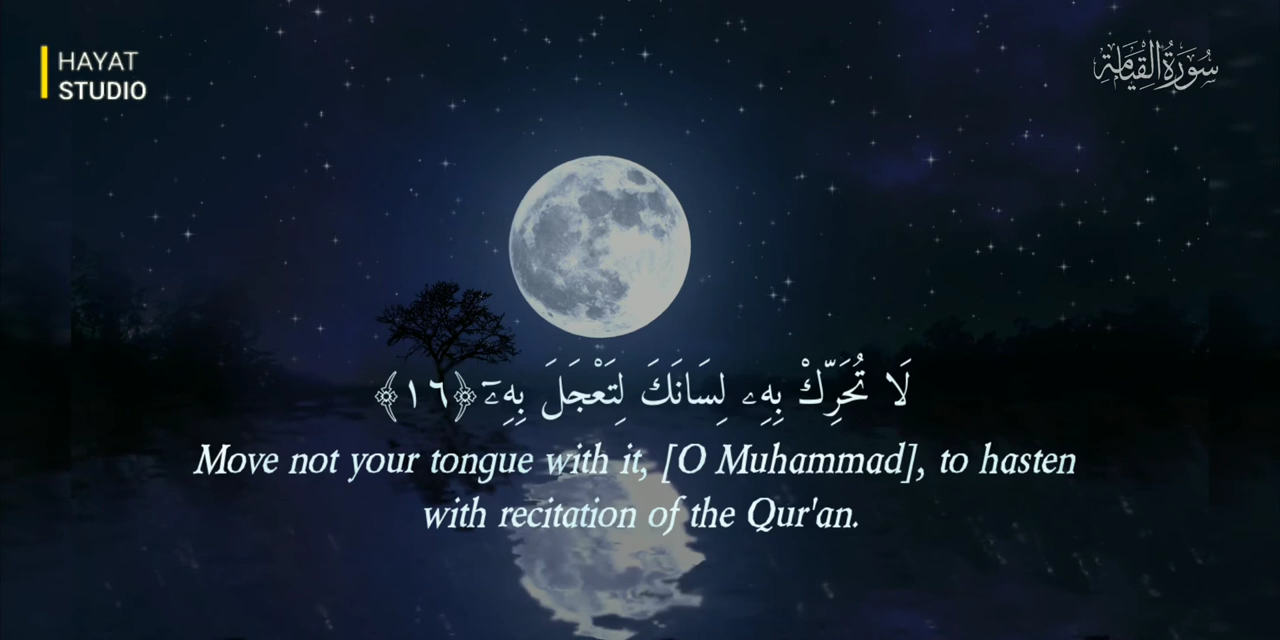 HAYAT
STUDIO
سُورَةُ الْقِيَامَةِ
لَا تُحَرِّكْ بِهِۦ لِسَانَكَ لِتَعْجَلَ بِهِۦٓ ﴿١٦﴾
Move not your tongue with it, [O Muhammad], to hasten
with recitation of the Qur'an.